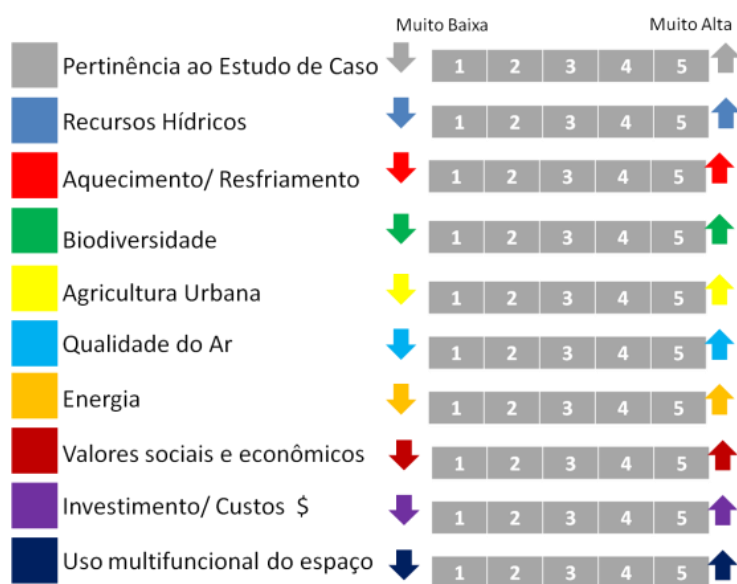 Muito Baixa Muito Alta
Pertinência ao Estudo de Caso 1 2 3 4 5
Recursos Hídricos 1 2 3 4 5
Aquecimento/ Resfriamento 1 2 3 4 5
Biodiversidade 1 2 3 4 5
Agricultura Urbana 1 2 3 4 5
Qualidade do Ar 1 2 3 4 5
Energia 1 2 3 4 5
Valores sociais e econômicos 1 2 3 4 5
Investimento/ Custos $ 1 2 3 4 5
Uso multifuncional do espaço 1 2 3 4 5